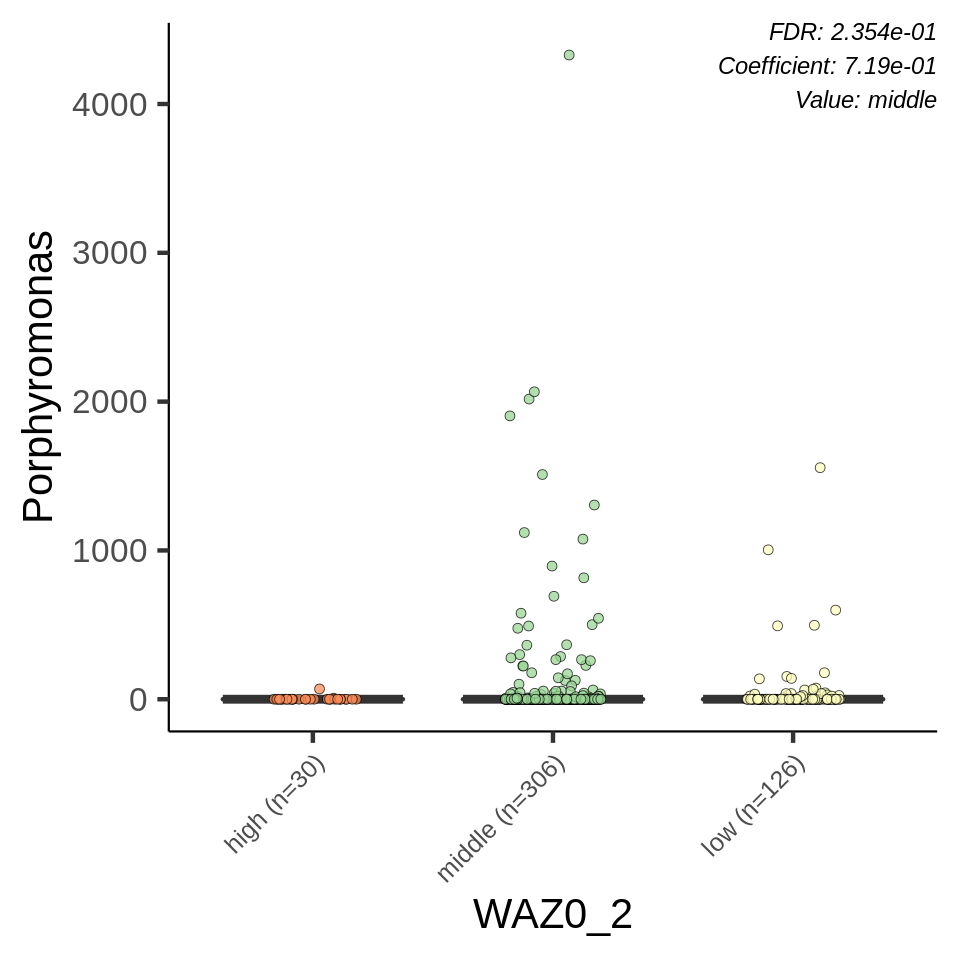 FDR: 2.354e-01
Coefficient: 7.19e-01
Value: middle
4000
3000
2000
1000
0
Porphyromonas
high (n=30)
middle (n=306)
low (n=126)
WAZ0_2